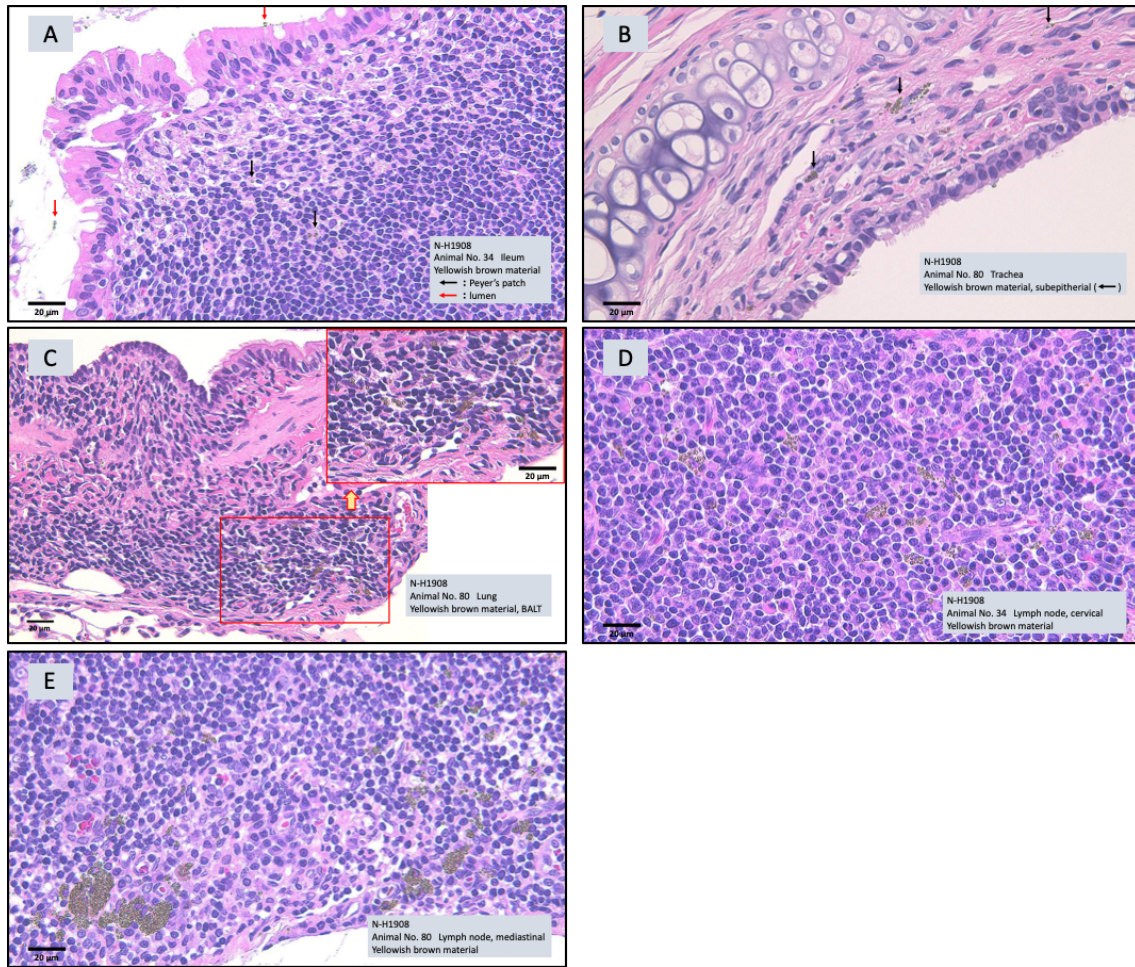 A
N-H1908
Animal No. 34 Ileum
Yellowish brown material
← : Peyer's patch
← : lumen
20 µm
B
N-H1908
Animal No. 80 Trachea
Yellowish brown material, subepitherial (←)
20 µm
C
20 µm
N-H1908
Animal No. 80 Lung
Yellowish brown material, BALT
20 µm
D
N-H1908
Animal No. 34 Lymph node, cervical
Yellowish brown material
20 µm
E
N-H1908
Animal No. 80 Lymph node, mediastinal
Yellowish brown material
20 µm